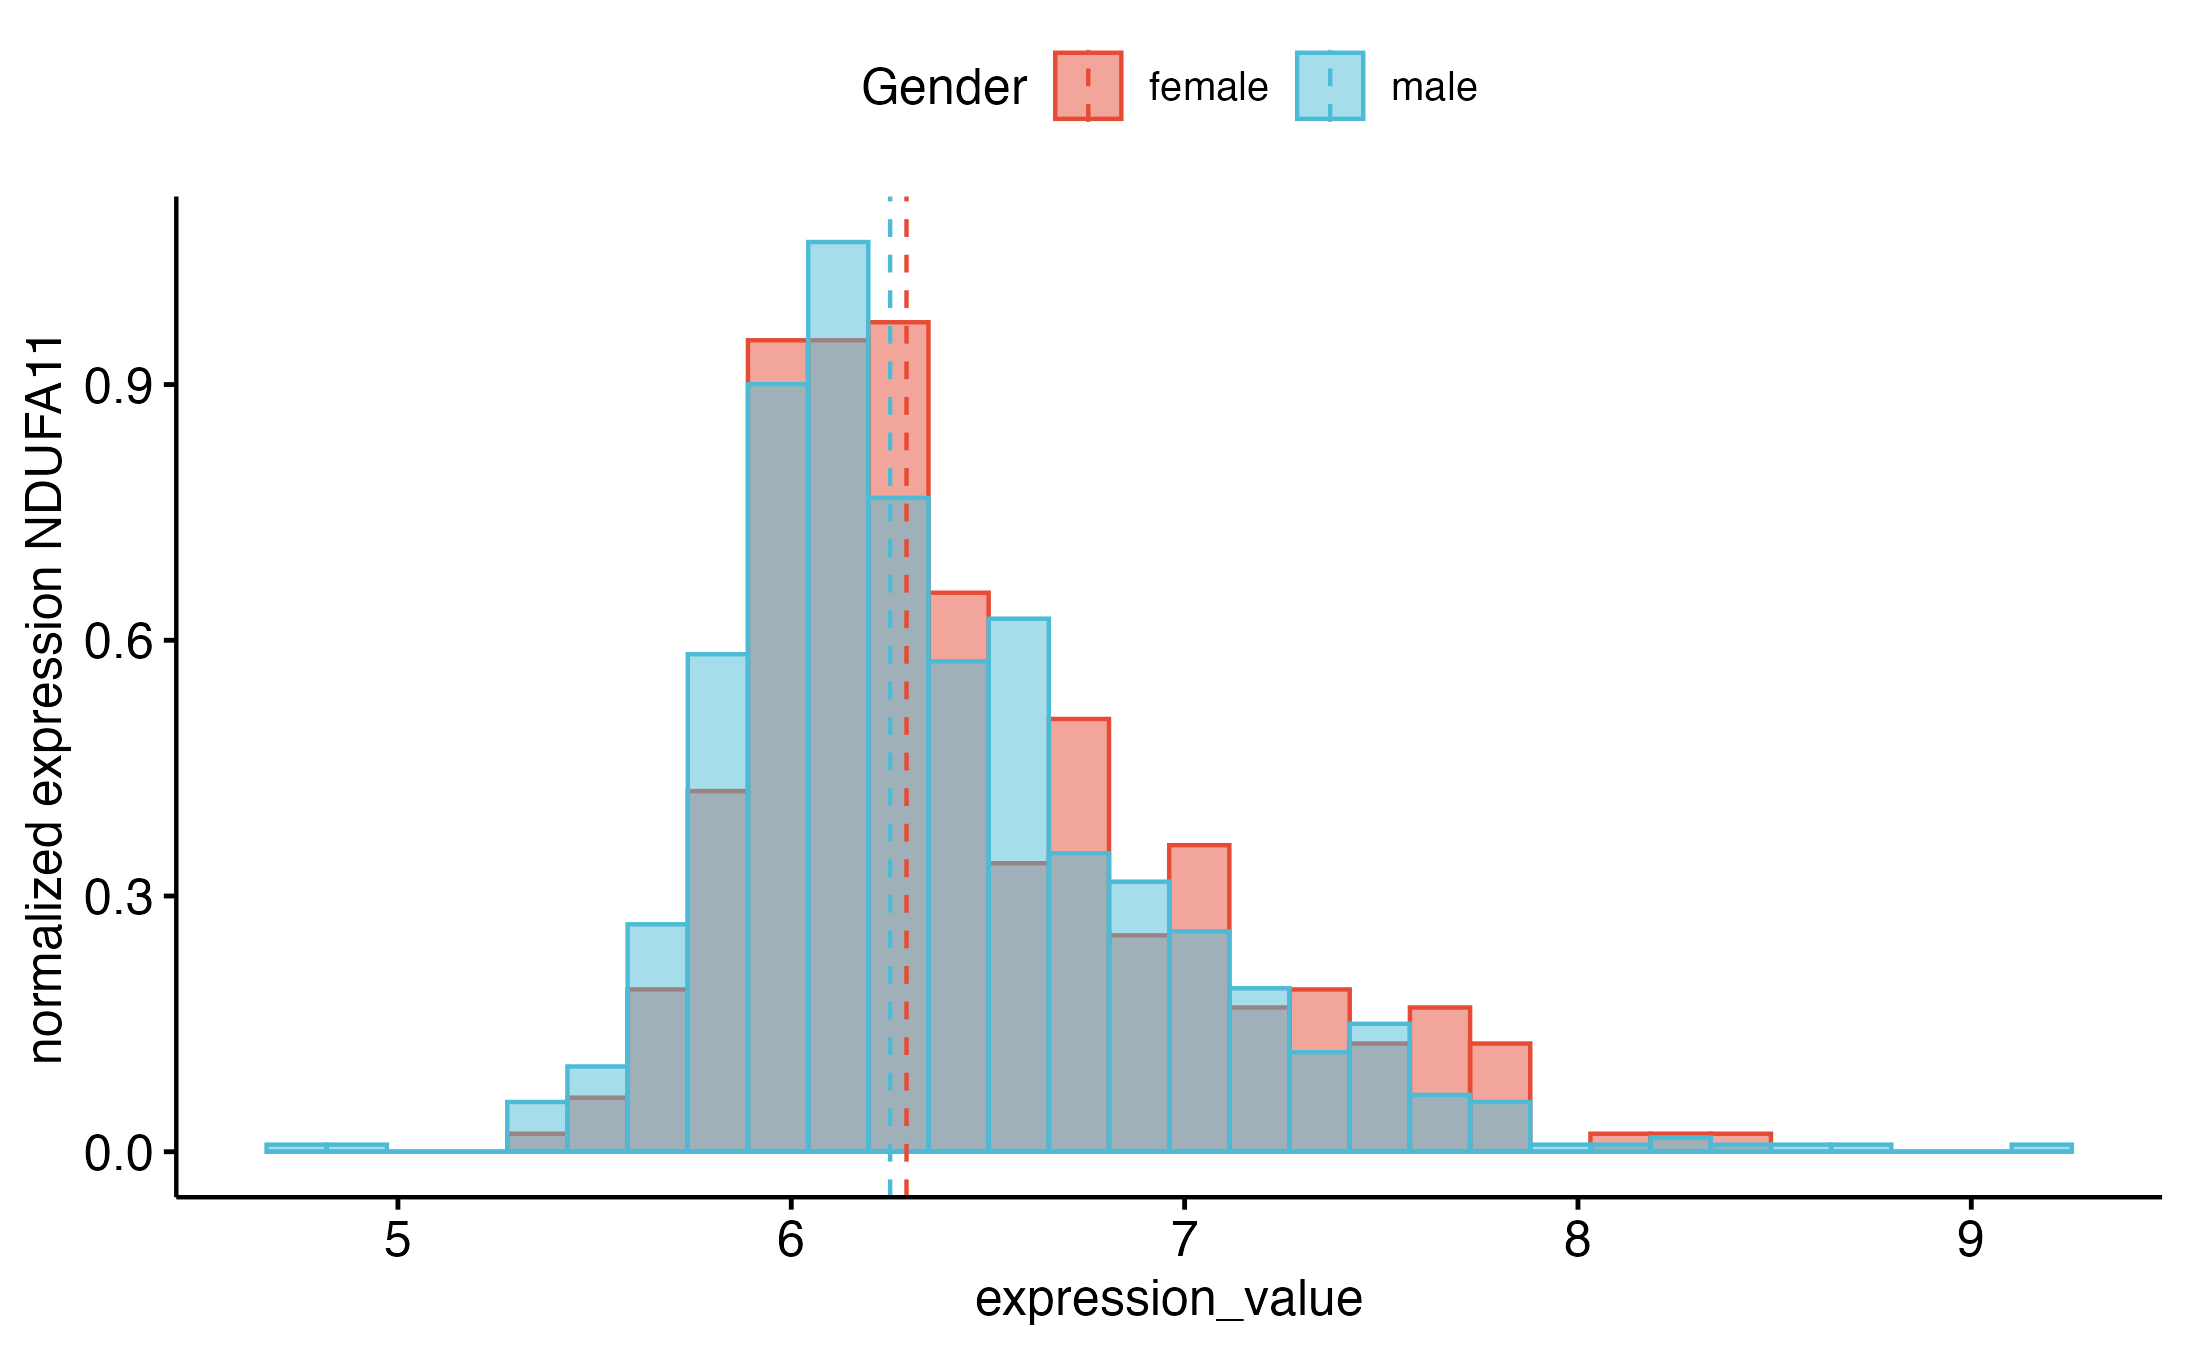 Gender female male
normalized expression NDUFA11
0.9
0.6
0.3
0.0
5 6 7 8 9
expression_value